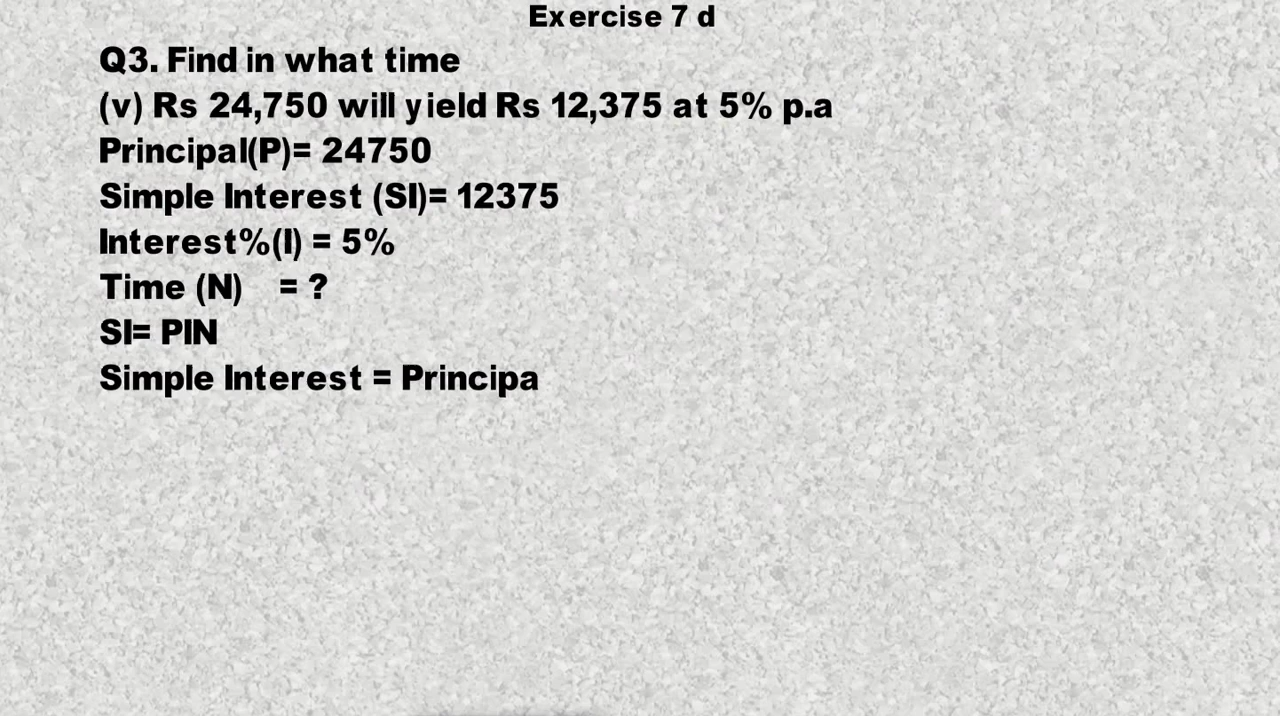 Exercise 7 d
Q3. Find in what time
(v) Rs 24,750 will yield Rs 12,375 at 5% p.a
Principal(P)= 24750
Simple Interest (SI)= 12375
Interest%(I) = 5%
Time (N) = ?
SI= PIN
Simple Interest = Principa